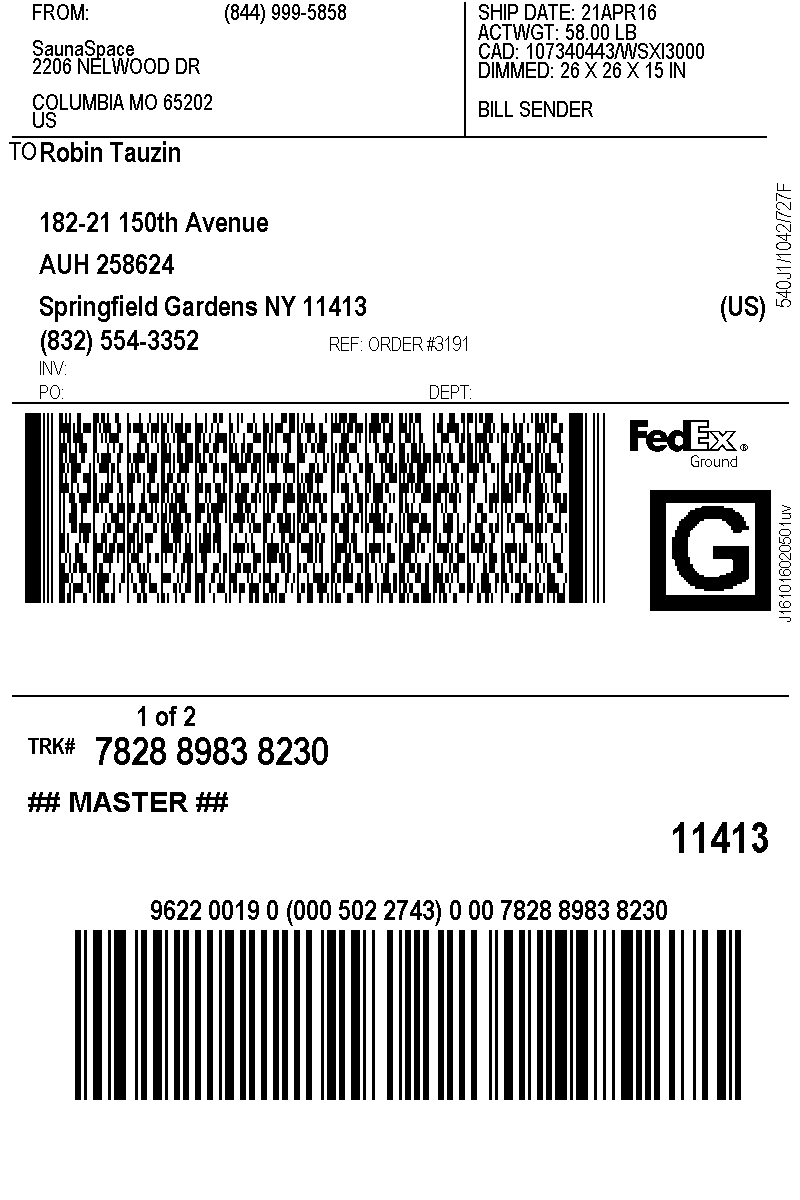 FROM: (844) 999-5858
SaunaSpace
2206 NELWOOD DR
COLUMBIA MO 65202
US
SHIP DATE: 21APR16
ACTWGT: 58.00 LB
CAD: 107340443/WSXI3000
DIMMED: 26 X 26 X 15 IN
BILL SENDER
TO Robin Tauzin
182-21 150th Avenue
AUH 258624
Springfield Gardens NY 11413 (US)
(832) 554-3352 REF: ORDER #3191
INV:
PO: DEPT:
540J1/1042/727F
FedEx®
Ground
G
J161016020501uv
1 of 2
TRK# 7828 8983 8230
## MASTER ##
11413
9622 0019 0 (000 502 2743) 0 00 7828 8983 8230